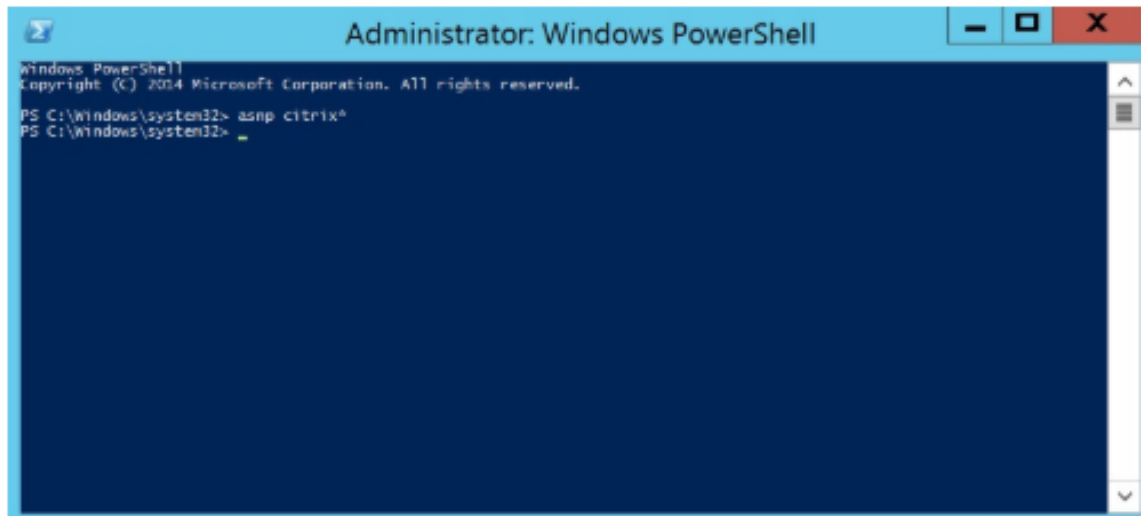 Administrator: Windows PowerShell
Windows PowerShell
Copyright (C) 2014 Microsoft Corporation. All rights reserved.
PS C:\Windows\system32> asnp citrix*
PS C:\Windows\system32> _